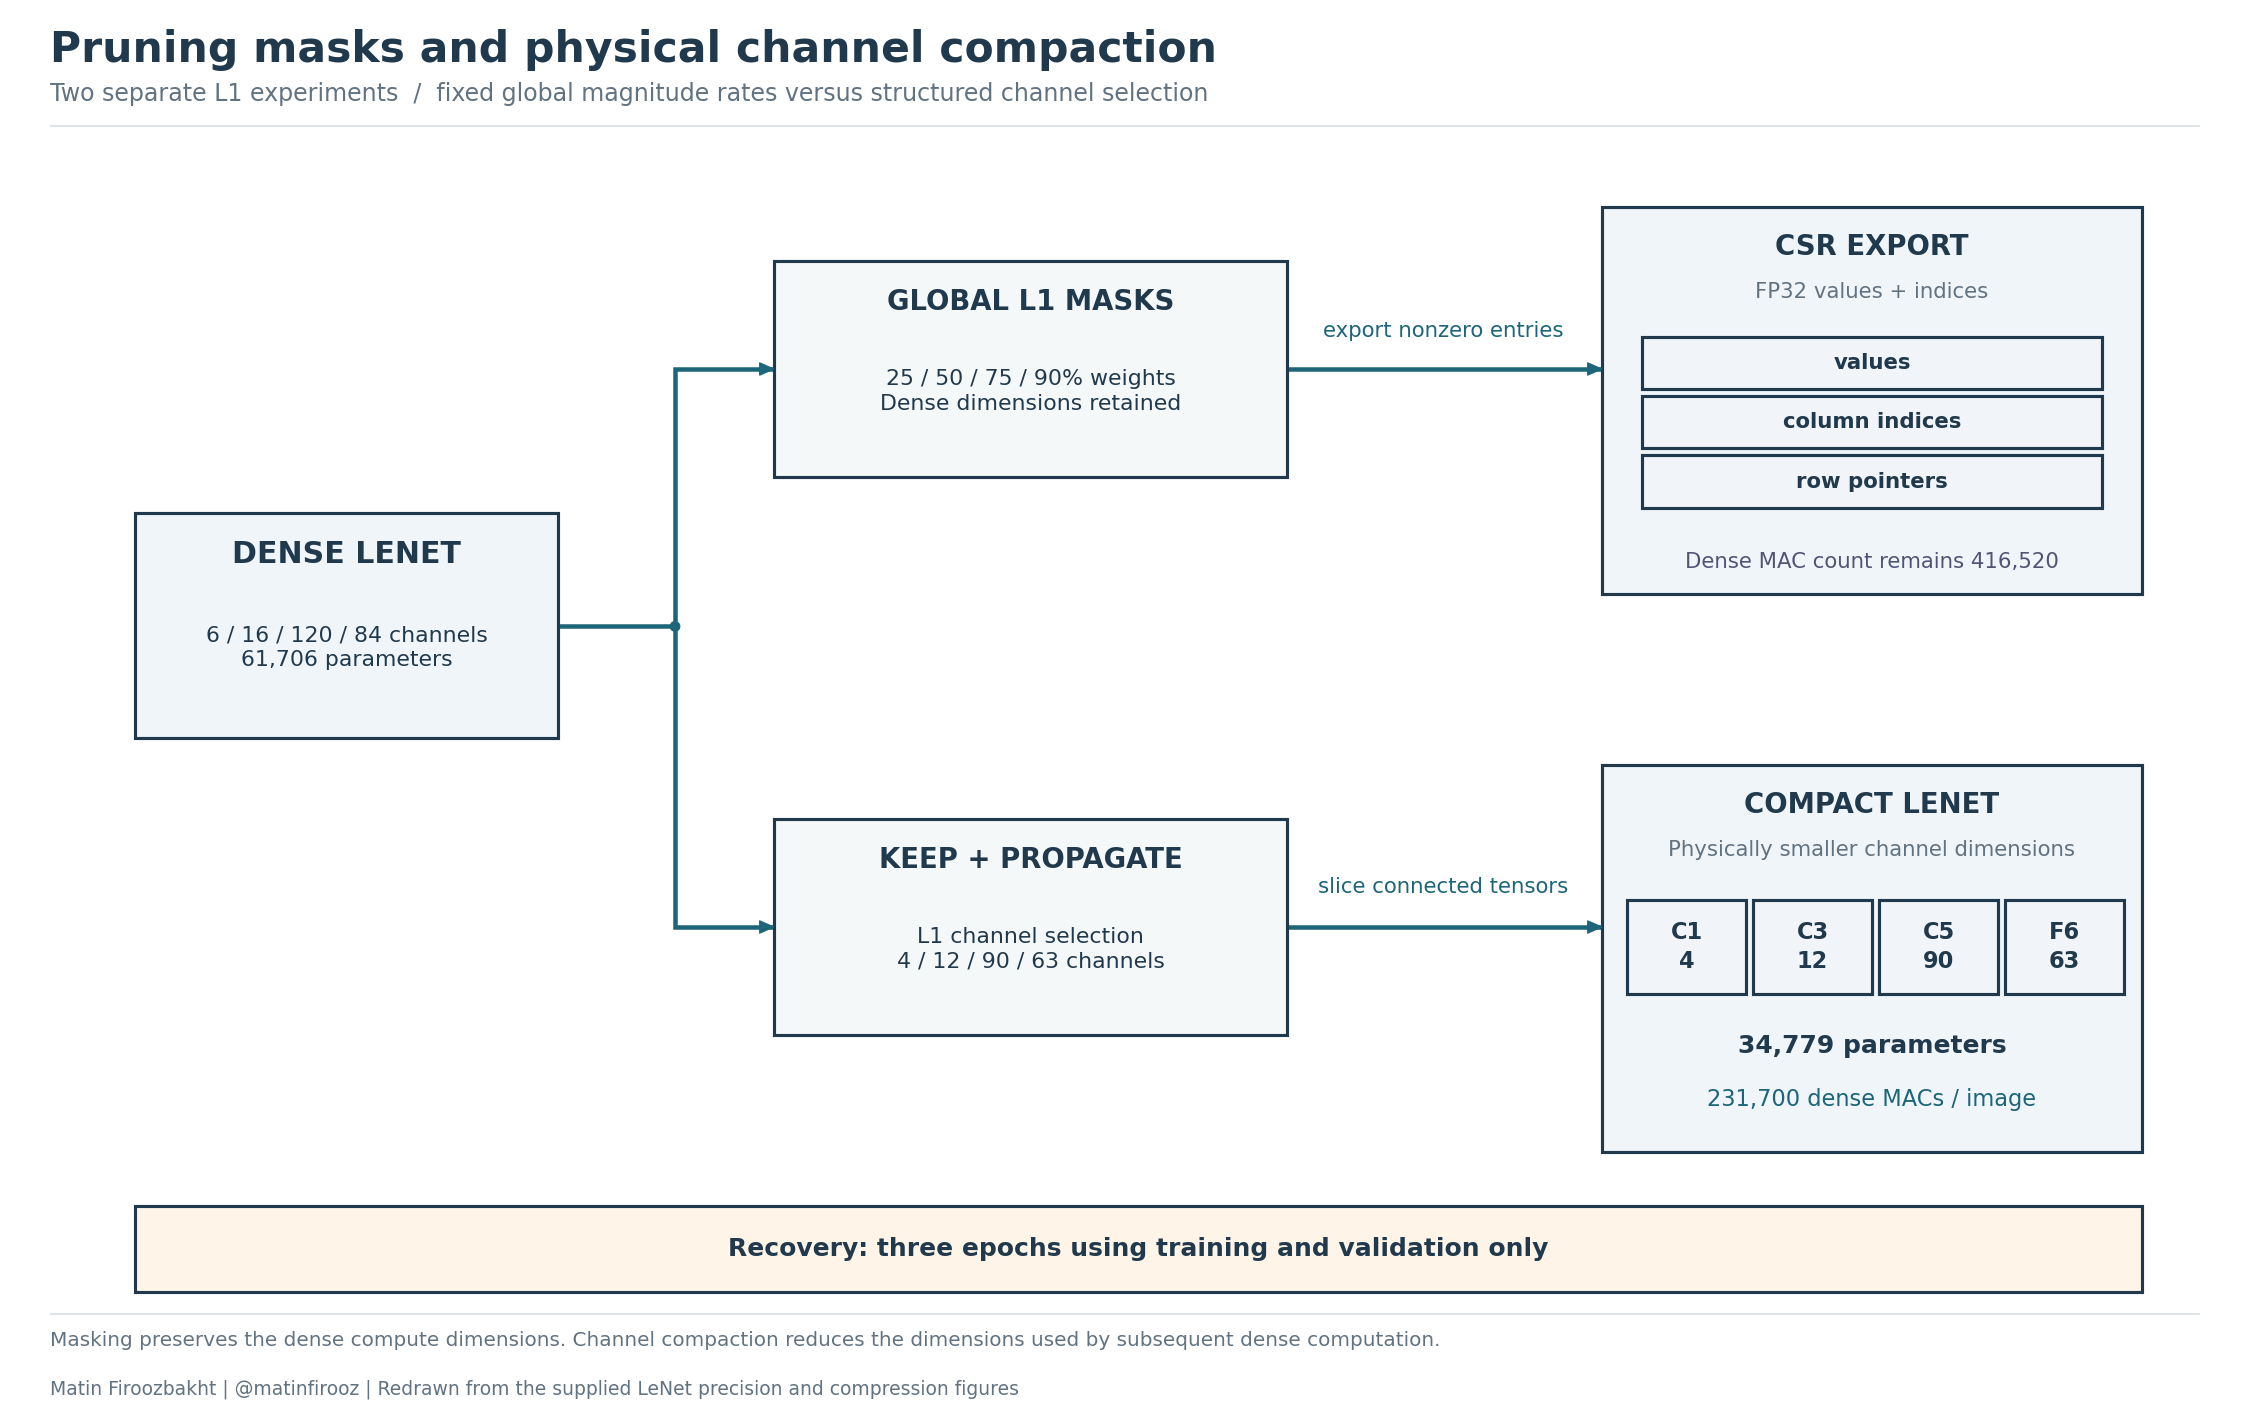 Pruning masks and physical channel compaction
Two separate L1 experiments / fixed global magnitude rates versus structured channel selection
DENSE LENET
6 / 16 / 120 / 84 channels
61,706 parameters
GLOBAL L1 MASKS
25 / 50 / 75 / 90% weights
Dense dimensions retained
export nonzero entries
CSR EXPORT
FP32 values + indices
values
column indices
row pointers
Dense MAC count remains 416,520
KEEP + PROPAGATE
L1 channel selection
4 / 12 / 90 / 63 channels
slice connected tensors
COMPACT LENET
Physically smaller channel dimensions
C1 C3 C5 F6
4 12 90 63
34,779 parameters
231,700 dense MACs / image
Recovery: three epochs using training and validation only
Masking preserves the dense compute dimensions. Channel compaction reduces the dimensions used by subsequent dense computation.
Matin Firoozbakht | @matinfirooz | Redrawn from the supplied LeNet precision and compression figures